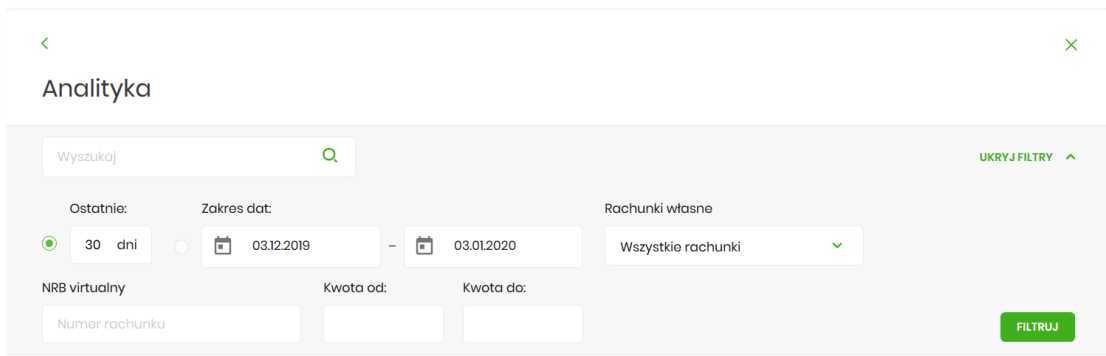 Analityka
Wyszukaj
UKRYJ FILTRY
Ostatnie: Zakres dat: Rachunki własne
30 dni 03.12.2019 – 03.01.2020 Wszystkie rachunki
NRB virtualny Kwota od: Kwota do:
Numer rachunku
FILTRUJ